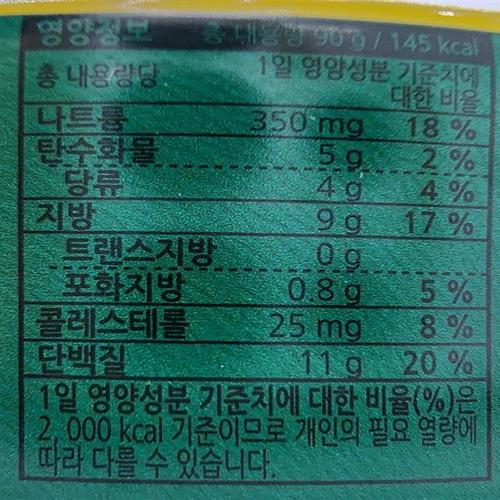 영양정보 총 내용량 90 g / 145 kcal
총 내용량당 1일 영양성분 기준치에
대한 비율
나트륨 350 mg 18 %
탄수화물 5 g 2 %
당류 4 g 4 %
지방 9 g 17 %
트랜스지방 0 g
포화지방 0.8 g 5 %
콜레스테롤 25 mg 8 %
단백질 11 g 20 %
1일 영양성분 기준치에 대한 비율(%)은
2, 000 kcal 기준이므로 개인의 필요 열량에
따라 다를 수 있습니다.